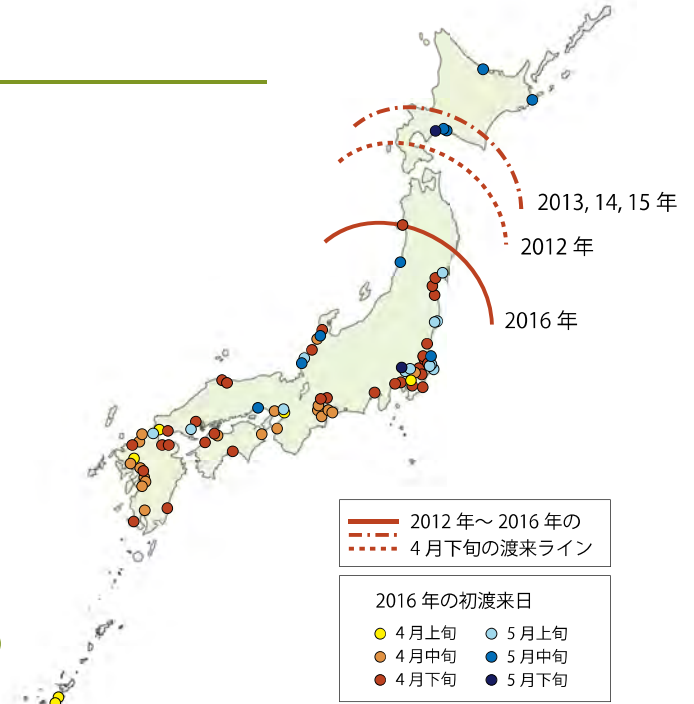 2013, 14, 15 年
2012 年
2016 年
2012 年～ 2016 年の
4 月下旬の渡来ライン
2016 年の初渡来日
4 月上旬
5 月上旬
4 月中旬
5 月中旬
4 月下旬
5 月下旬